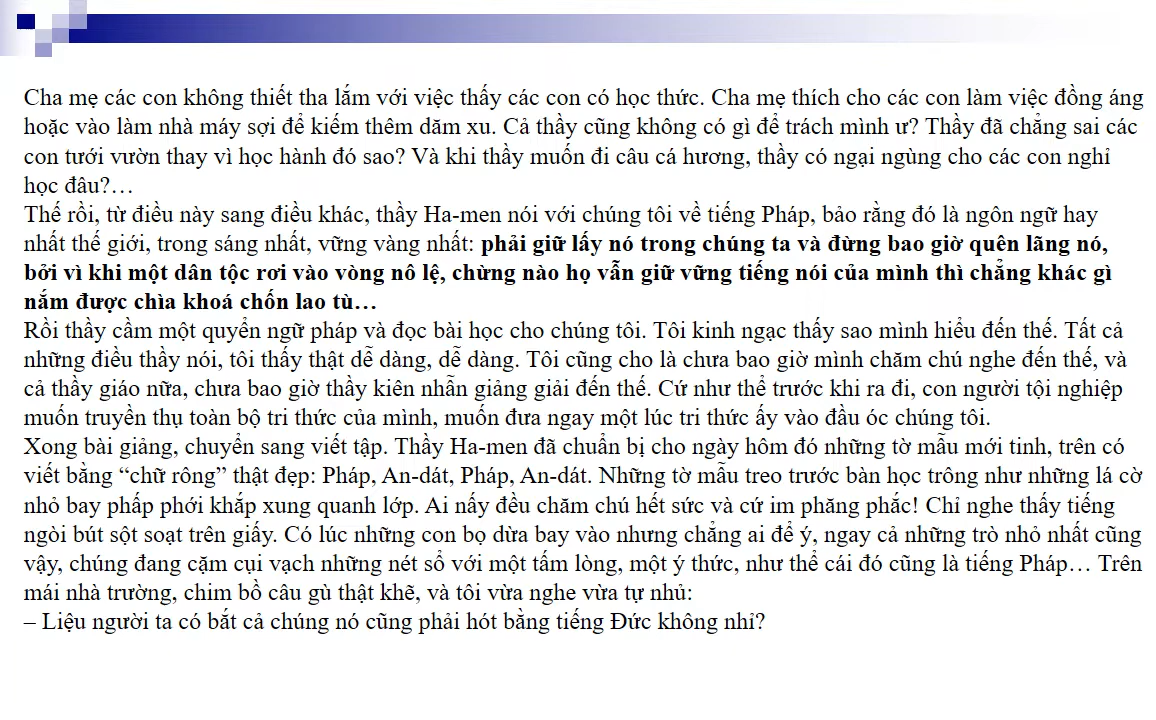 Cha mẹ các con không thiết tha lắm với việc thấy các con có học thức. Cha mẹ thích cho các con làm việc đồng áng
hoặc vào làm nhà máy sợi để kiếm thêm dăm xu. Cả thầy cũng không có gì để trách mình ư? Thầy đã chẳng sai các
con tưới vườn thay vì học hành đó sao? Và khi thầy muốn đi câu cá hương, thầy có ngại ngùng cho các con nghỉ
học đâu?…
Thế rồi, từ điều này sang điều khác, thầy Ha-men nói với chúng tôi về tiếng Pháp, bảo rằng đó là ngôn ngữ hay
nhất thế giới, trong sáng nhất, vững vàng nhất: phải giữ lấy nó trong chúng ta và đừng bao giờ quên lãng nó,
bởi vì khi một dân tộc rơi vào vòng nô lệ, chừng nào họ vẫn giữ vững tiếng nói của mình thì chẳng khác gì
nắm được chìa khoá chốn lao tù…
Rồi thầy cầm một quyển ngữ pháp và đọc bài học cho chúng tôi. Tôi kinh ngạc thấy sao mình hiểu đến thế. Tất cả
những điều thầy nói, tôi thấy thật dễ dàng, dễ dàng. Tôi cũng cho là chưa bao giờ mình chăm chú nghe đến thế, và
cả thầy giáo nữa, chưa bao giờ thầy kiên nhẫn giảng giải đến thế. Cứ như thể trước khi ra đi, con người tội nghiệp
muốn truyền thụ toàn bộ tri thức của mình, muốn đưa ngay một lúc tri thức ấy vào đầu óc chúng tôi.
Xong bài giảng, chuyển sang viết tập. Thầy Ha-men đã chuẩn bị cho ngày hôm đó những tờ mẫu mới tinh, trên có
viết bằng “chữ rông” thật đẹp: Pháp, An-dát, Pháp, An-dát. Những tờ mẫu treo trước bàn học trông như những lá cờ
nhỏ bay phấp phới khắp xung quanh lớp. Ai nấy đều chăm chú hết sức và cứ im phăng phắc! Chỉ nghe thấy tiếng
ngòi bút sột soạt trên giấy. Có lúc những con bọ dừa bay vào nhưng chẳng ai để ý, ngay cả những trò nhỏ nhất cũng
vậy, chúng đang cặm cụi vạch những nét sổ với một tấm lòng, một ý thức, như thể cái đó cũng là tiếng Pháp… Trên
mái nhà trường, chim bồ câu gù thật khẽ, và tôi vừa nghe vừa tự nhủ:
– Liệu người ta có bắt cả chúng nó cũng phải hót bằng tiếng Đức không nhỉ?